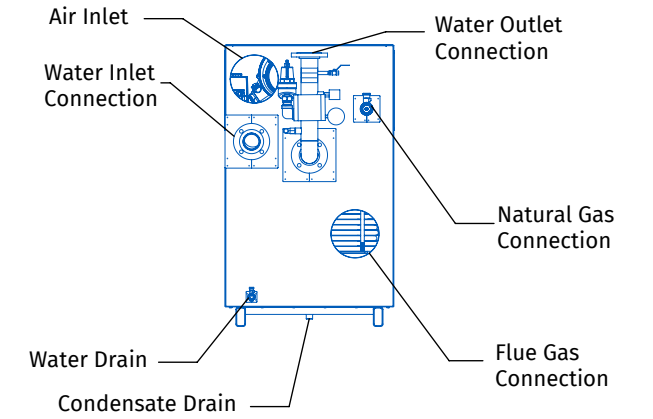 Air Inlet
Water Outlet
Connection
Water Inlet
Connection
Natural Gas
Connection
Water Drain
Flue Gas
Connection
Condensate Drain